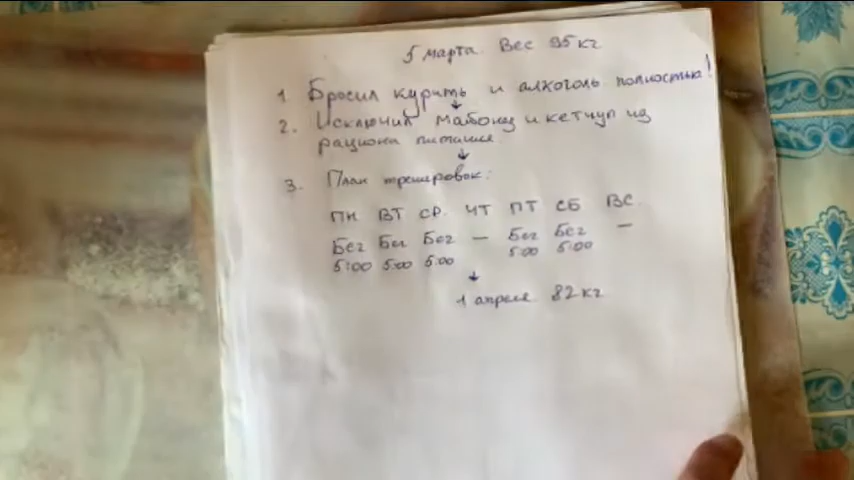 5 марта. Вес 95 кг
1 Бросил курить и алкоголь полностью!
↓
2. Исключил майонез и кетчуп из
рациона питания
↓
3. План тренировок:
ПН ВТ СР. ЧТ ПТ СБ ВС.
Бег Бег Бег — Бег Бег —
5:00 5:00 5:00 5:00 5:00
↓
1 апреля 82 кг